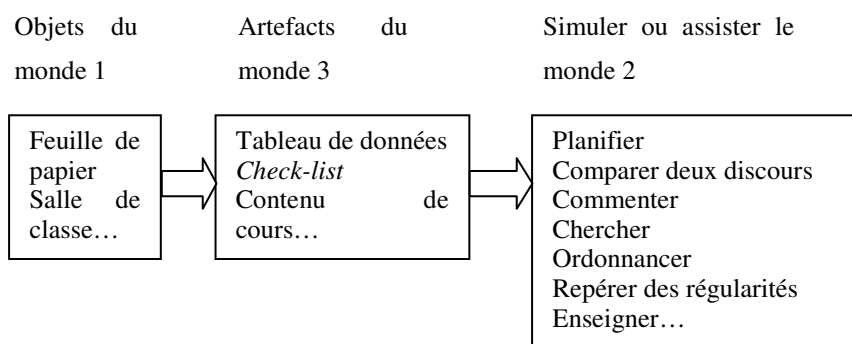 Objets du
monde 1
Artefacts du
monde 3
Simuler ou assister le
monde 2
Feuille de
papier
Salle de
classe…
Tableau de données
Check-list
Contenu de
cours…
Planifier
Comparer deux discours
Commenter
Chercher
Ordonnancer
Repérer des régularités
Enseigner…